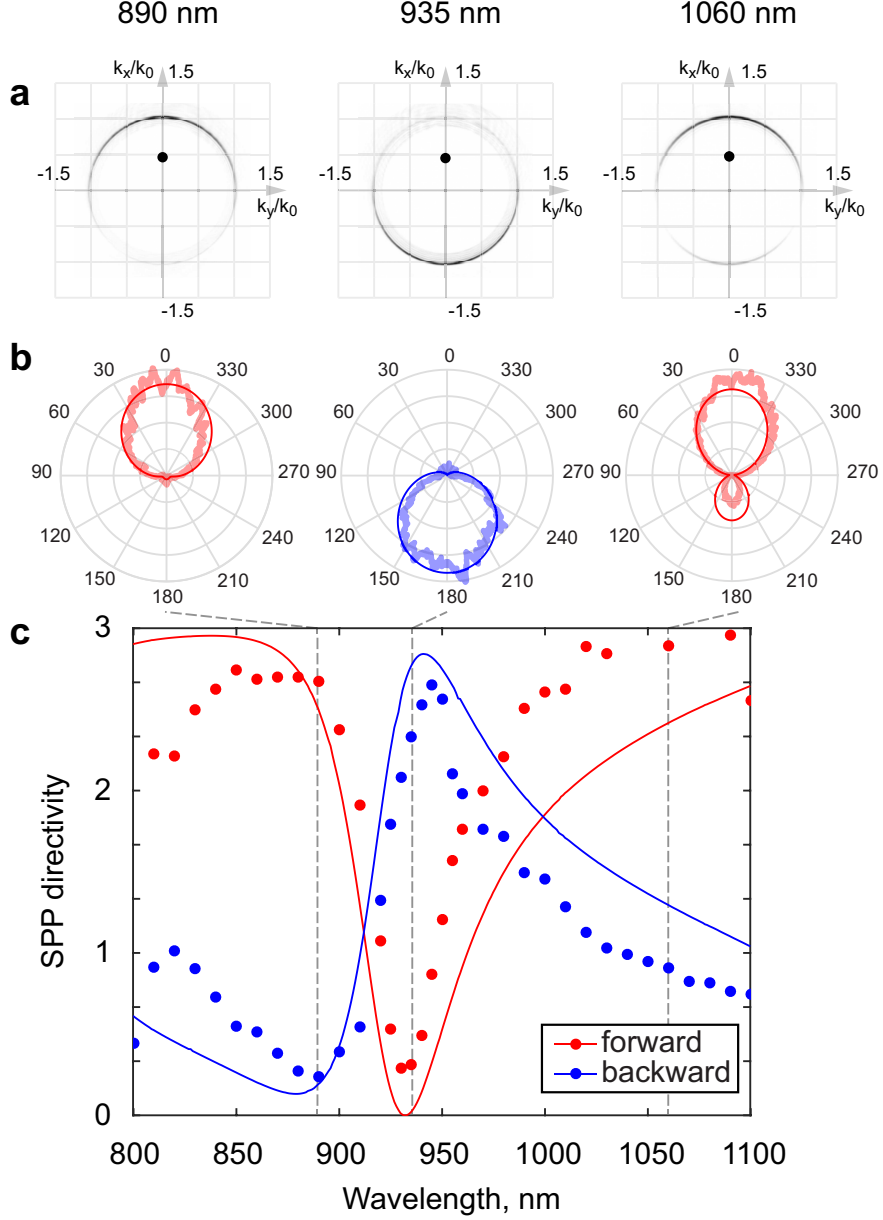 890 nm 935 nm 1060 nm
a
kx/k0 1.5 kx/k0 1.5 kx/k0 1.5
-1.5 1.5 -1.5 1.5 -1.5 1.5
ky/k0 ky/k0 ky/k0
-1.5 -1.5 -1.5
b
0 0 0
30 330 30 330 30 330
60 300 60 300 60 300
90 270 90 270 90 270
120 240 120 240 120 240
150 210 150 210 150 210
180 180 180
c
3
2
1
0
SPP directivity
forward
backward
800 850 900 950 1000 1050 1100
Wavelength, nm